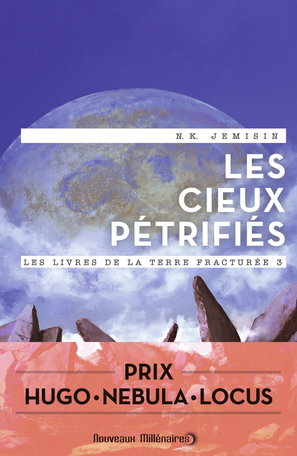 N. K. JEMISIN
LES
CIEUX
PÉTRIFIÉS
LES LIVRES DE LA TERRE FRACTURÉE 3
PRIX
HUGO•NEBULA•LOCUS
Nouveaux Millénaires